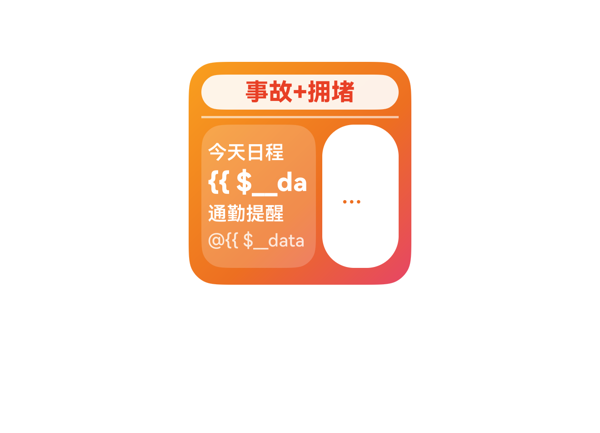 事故+拥堵
今天日程
{{ $__da
通勤提醒
@{{ $__data
...